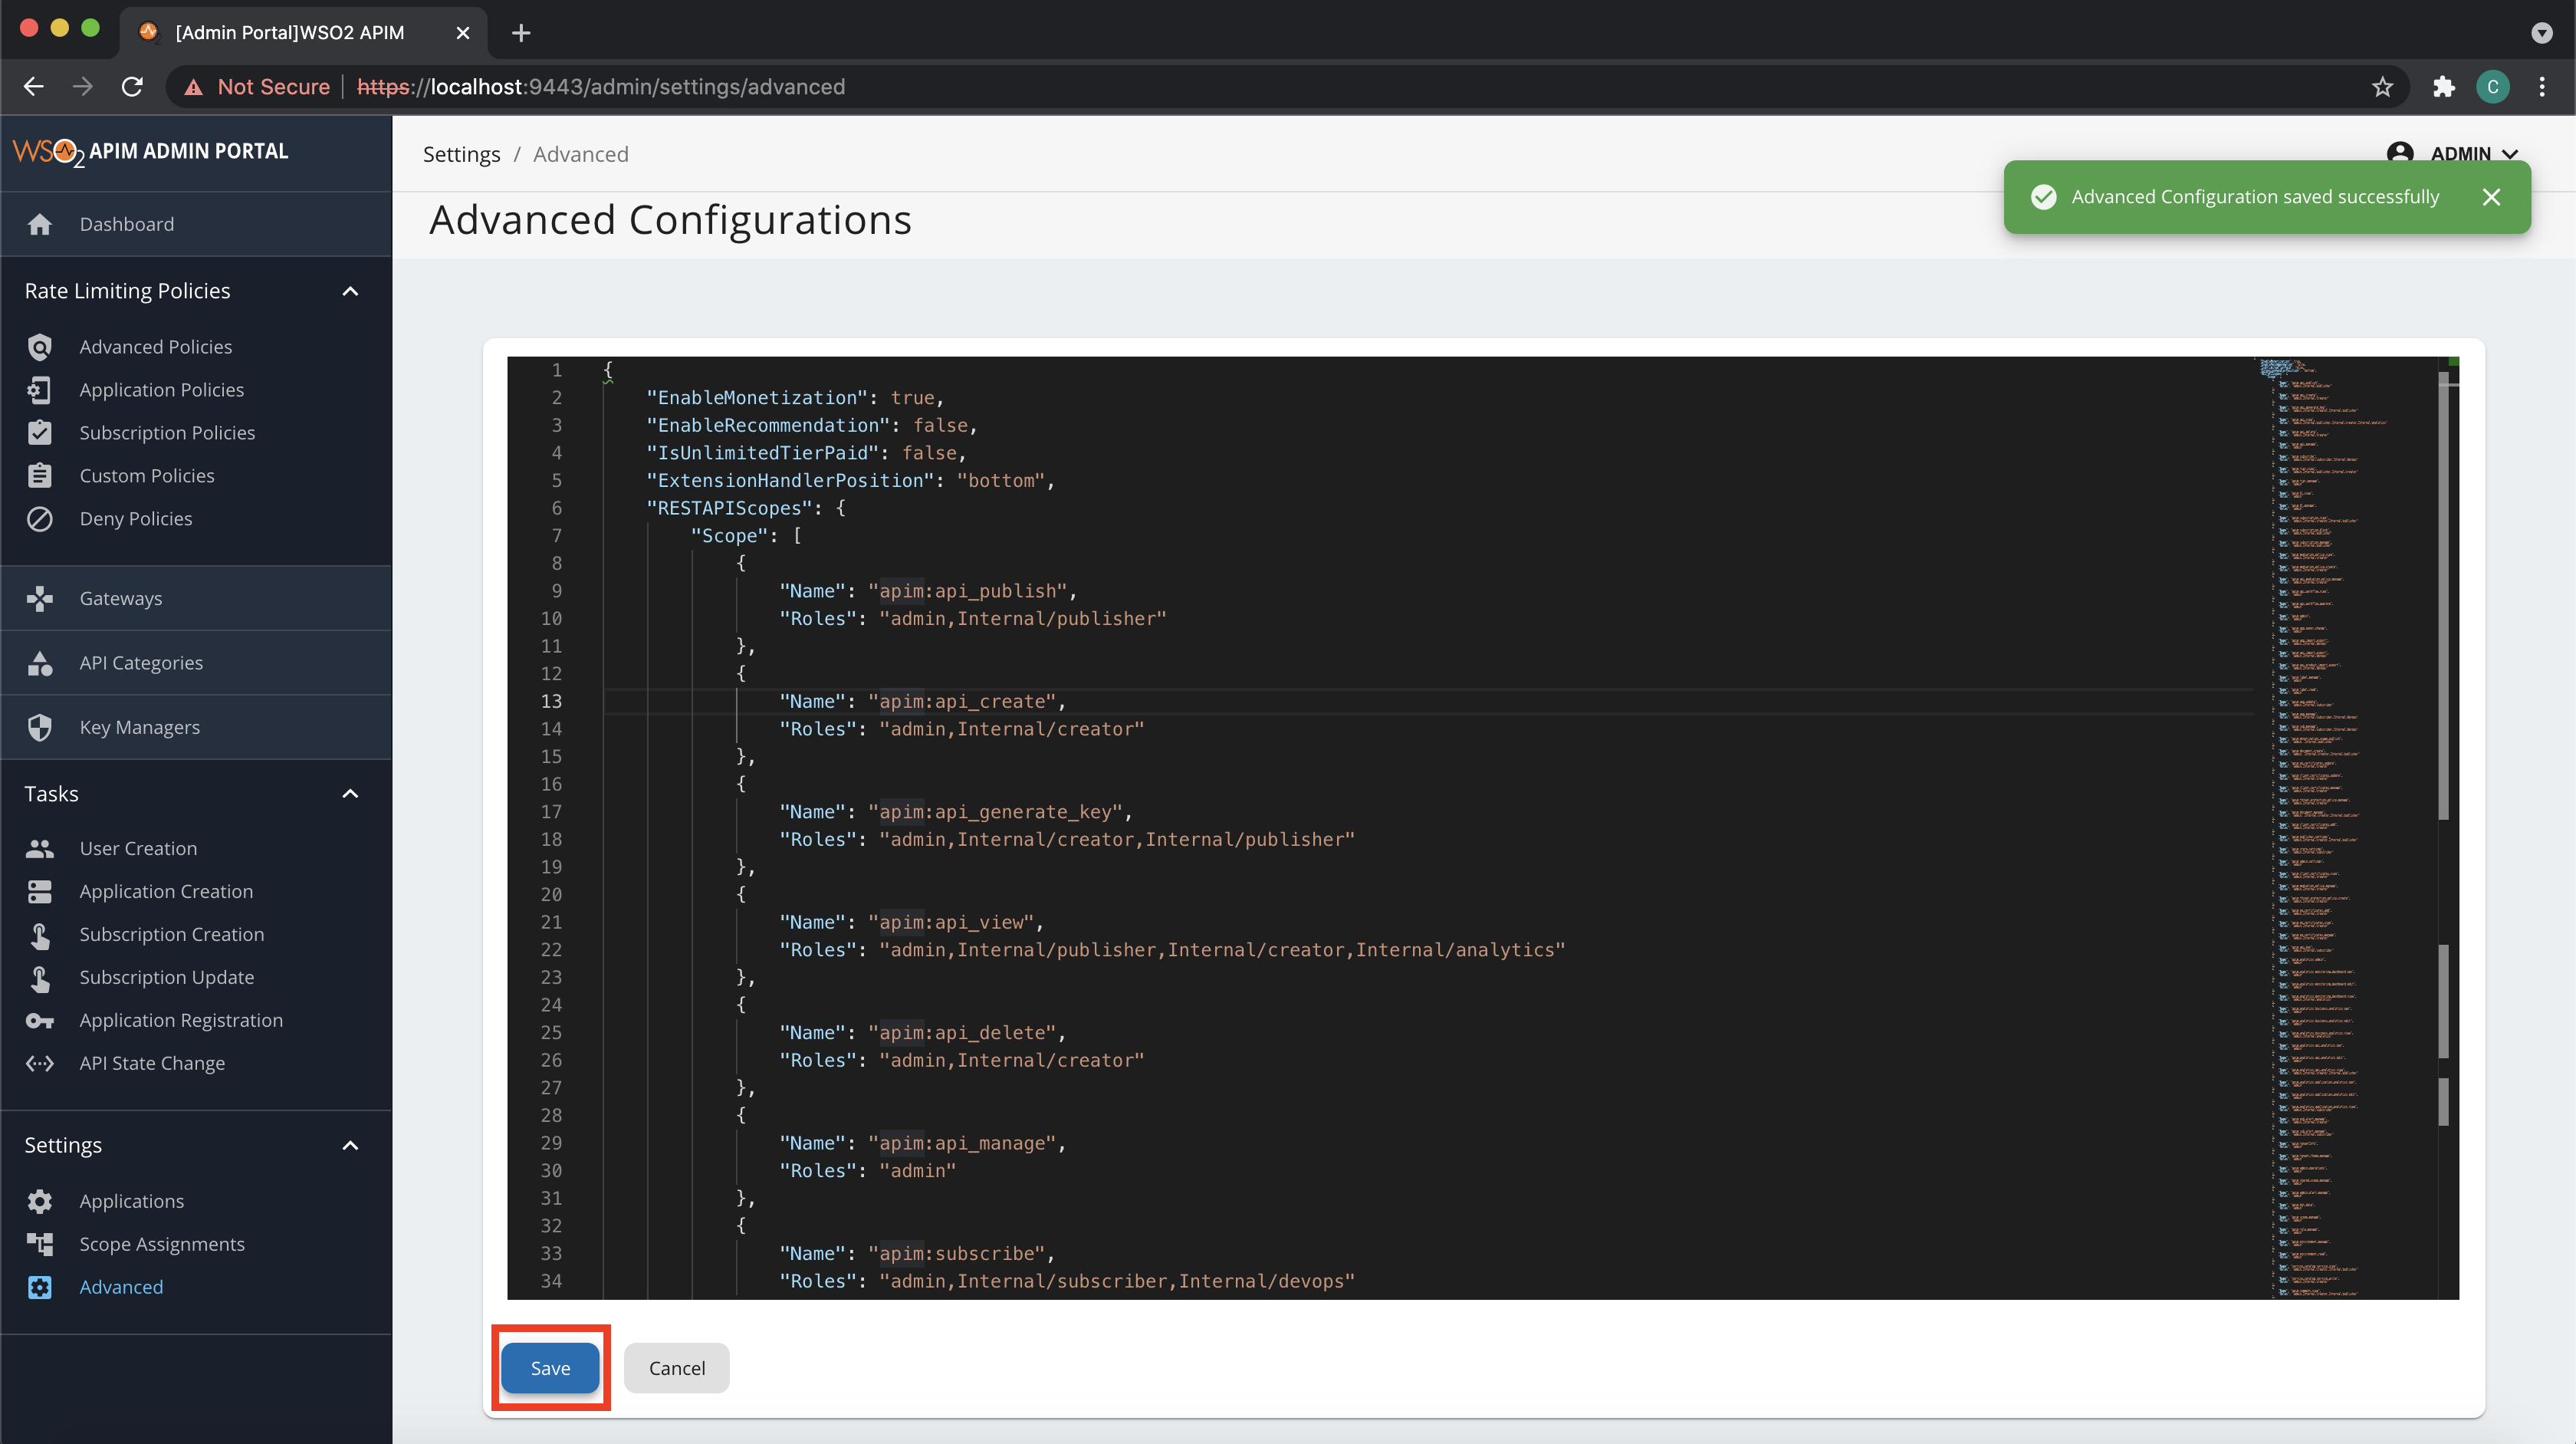 [Admin Portal]WSO2 APIM
Not Secure
https://localhost:9443/admin/settings/advanced
C
WSO2 APIM ADMIN PORTAL
Settings / Advanced
ADMIN
Advanced Configuration saved successfully
Dashboard
Advanced Configurations
Rate Limiting Policies
Advanced Policies
Application Policies
Subscription Policies
Custom Policies
Deny Policies
Gateways
API Categories
Key Managers
Tasks
User Creation
Application Creation
Subscription Creation
Subscription Update
Application Registration
API State Change
Settings
Applications
Scope Assignments
Advanced
1 {
2 "EnableMonetization": true,
3 "EnableRecommendation": false,
4 "IsUnlimitedTierPaid": false,
5 "ExtensionHandlerPosition": "bottom",
6 "RESTAPIScopes": {
7 "Scope": [
8 {
9 "Name": "apim:api_publish",
10 "Roles": "admin,Internal/publisher"
11 },
12 {
13 "Name": "apim:api_create",
14 "Roles": "admin,Internal/creator"
15 },
16 {
17 "Name": "apim:api_generate_key",
18 "Roles": "admin,Internal/creator,Internal/publisher"
19 },
20 {
21 "Name": "apim:api_view",
22 "Roles": "admin,Internal/publisher,Internal/creator,Internal/analytics"
23 },
24 {
25 "Name": "apim:api_delete",
26 "Roles": "admin,Internal/creator"
27 },
28 {
29 "Name": "apim:api_manage",
30 "Roles": "admin"
31 },
32 {
33 "Name": "apim:subscribe",
34 "Roles": "admin,Internal/subscriber,Internal/devops"
Save
Cancel